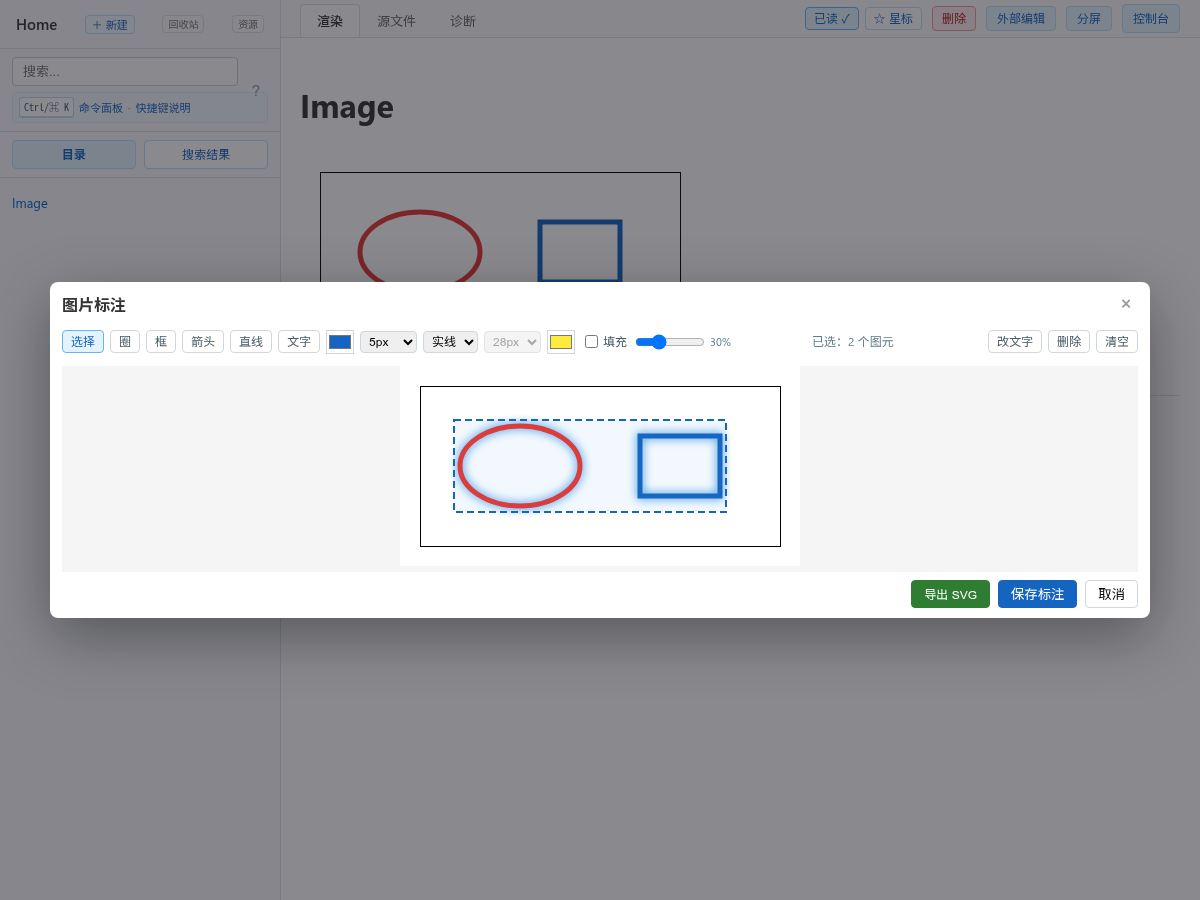 Home
+ 新建
回收站
资源
搜索...
?
Ctrl/⌘ K 命令面板 · 快捷键说明
目录
搜索结果
Image
渲染
源文件
诊断
已读 ✓
☆ 星标
删除
外部编辑
分屏
控制台
Image
图片标注
×
选择
圈
框
箭头
直线
文字
5px
实线
28px
填充
30%
已选：2 个图元
改文字
删除
清空
导出 SVG
保存标注
取消